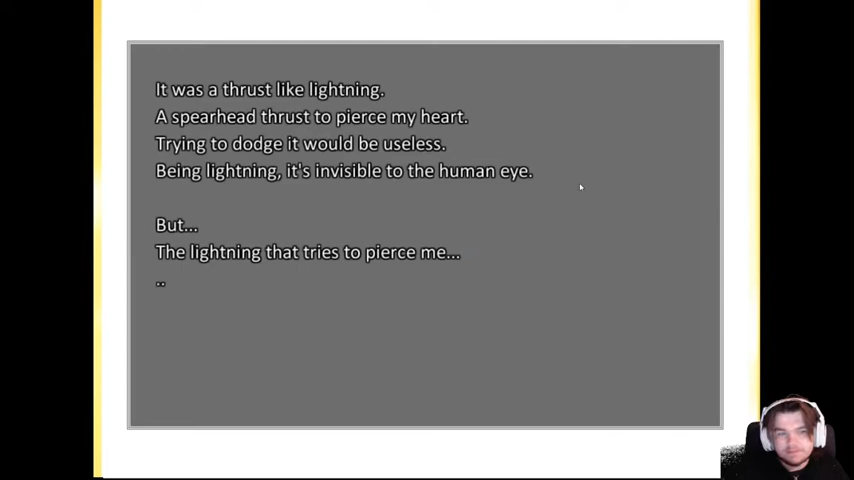 It was a thrust like lightning.
A spearhead thrust to pierce my heart.
Trying to dodge it would be useless.
Being lightning, it's invisible to the human eye.
But...
The lightning that tries to pierce me...
..